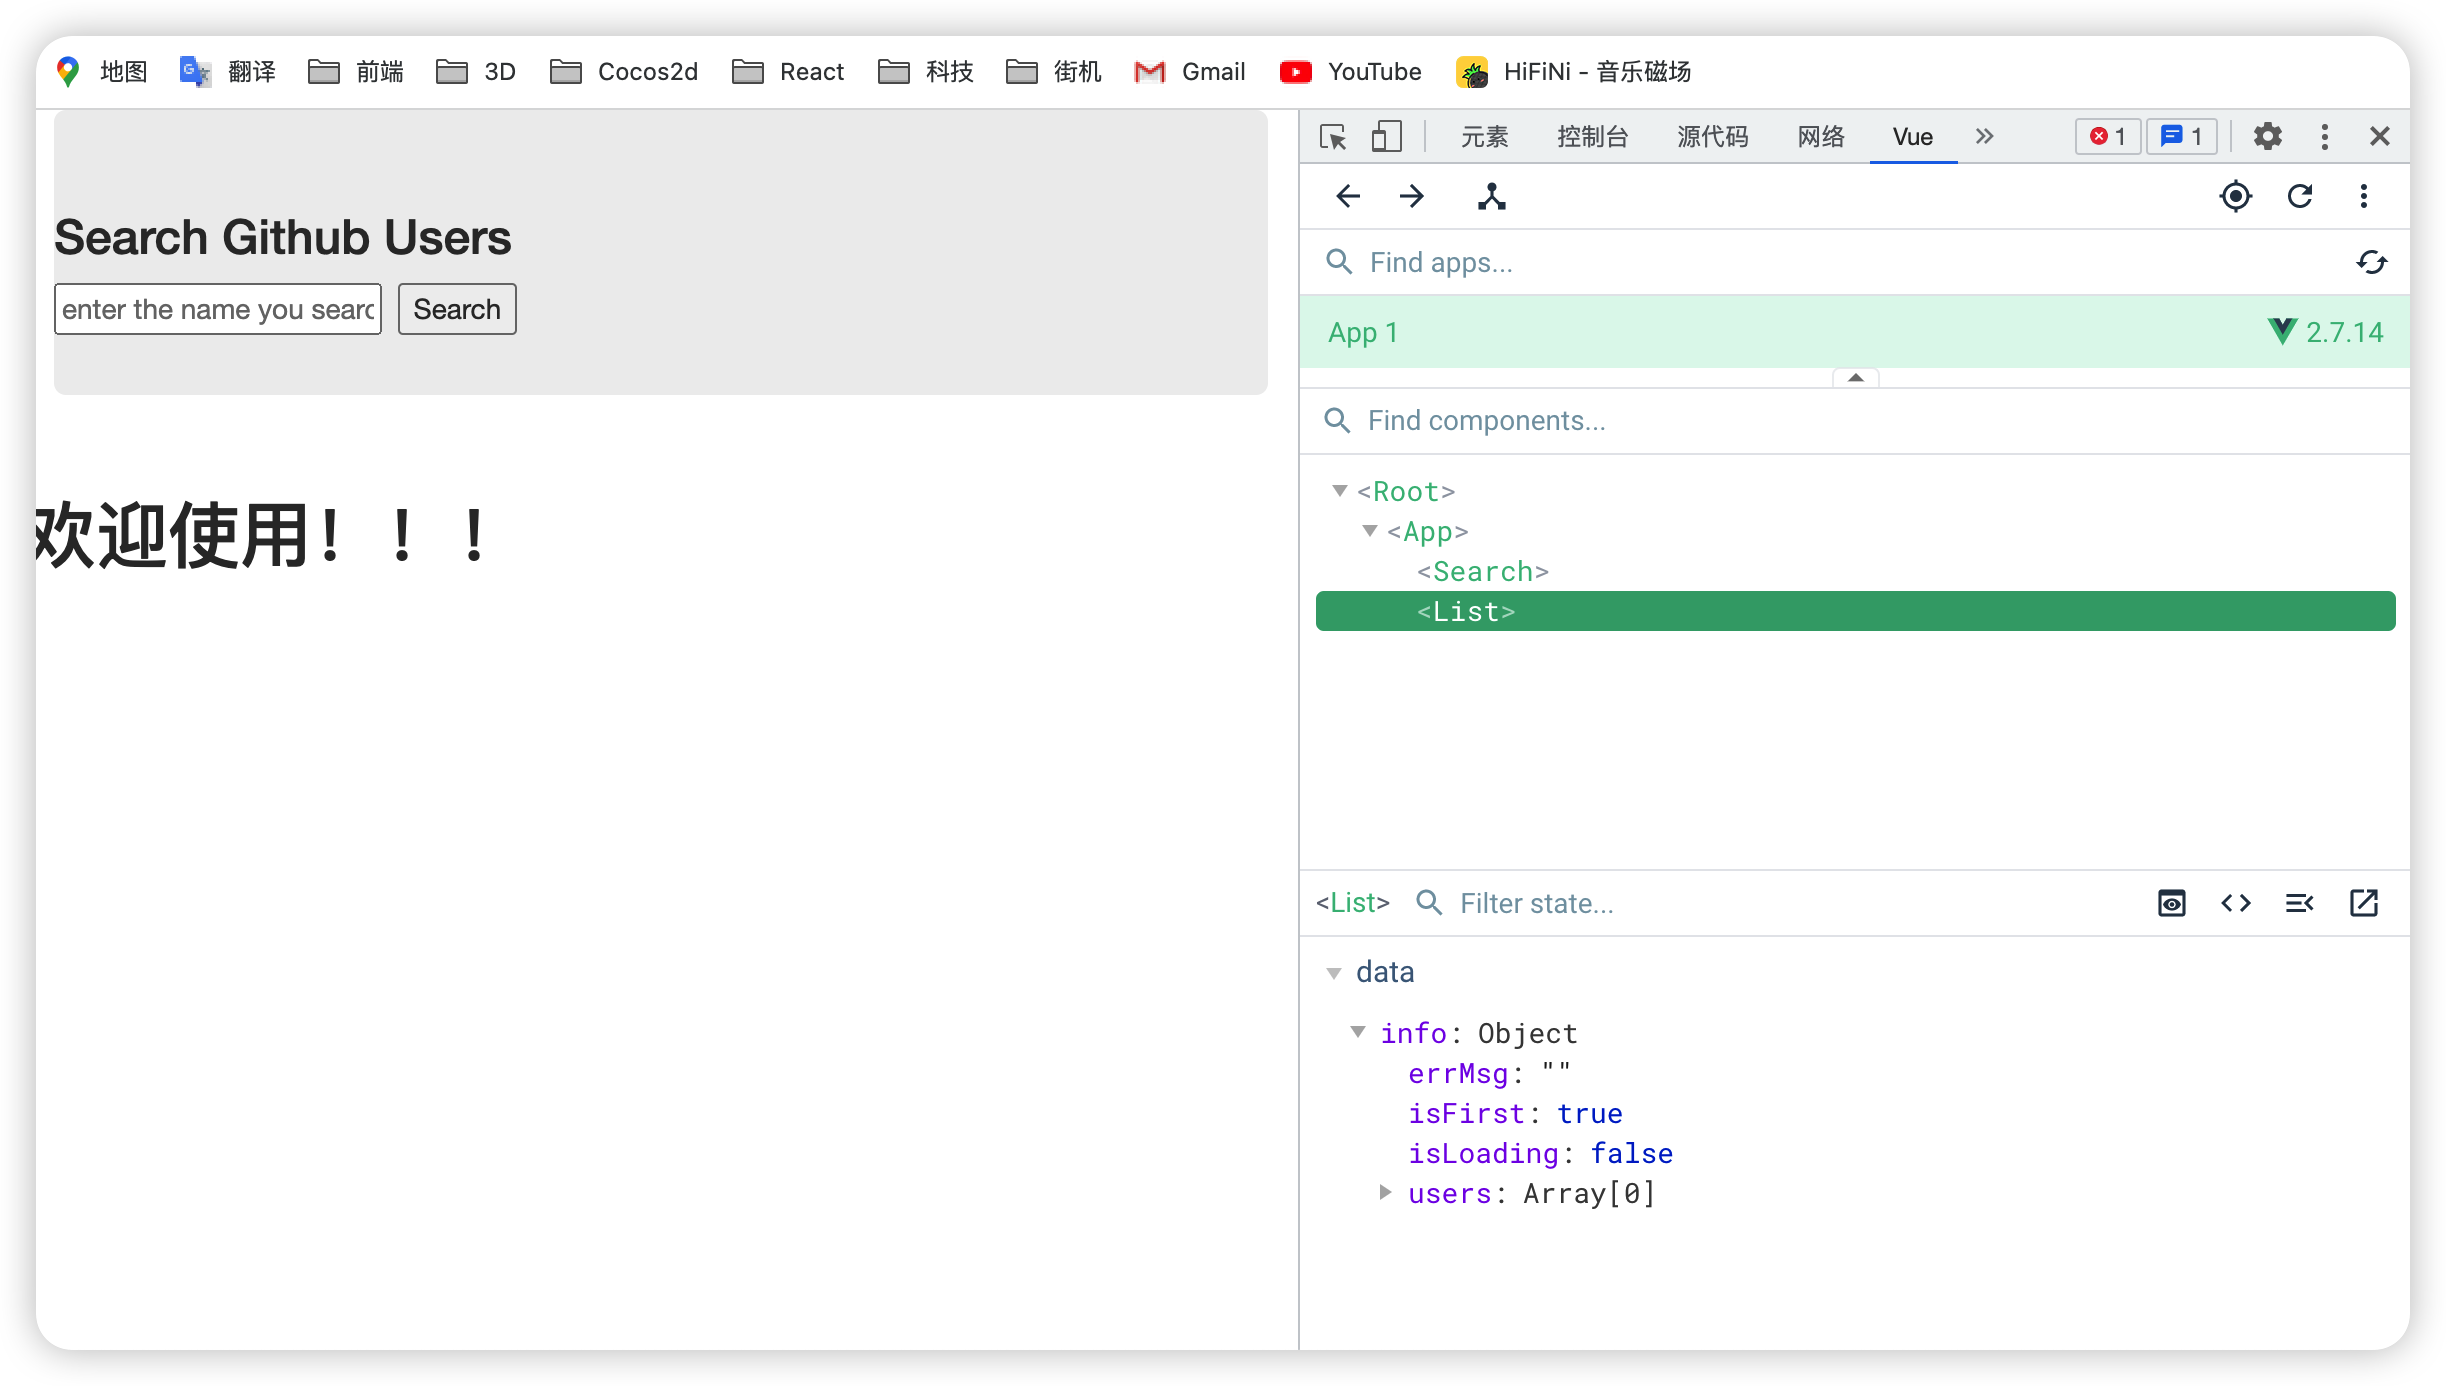 地图 翻译 前端 3D Cocos2d React 科技 街机 Gmail YouTube HiFiNi - 音乐磁场
Search Github Users
enter the name you searc Search
欢迎使用！！！
元素 控制台 源代码 网络 Vue 1 1
Find apps...
App 1 2.7.14
Find components...
<Root>
<App>
<Search>
<List>
<List> Filter state...
data
info: Object
errMsg: ""
isFirst: true
isLoading: false
users: Array[0]